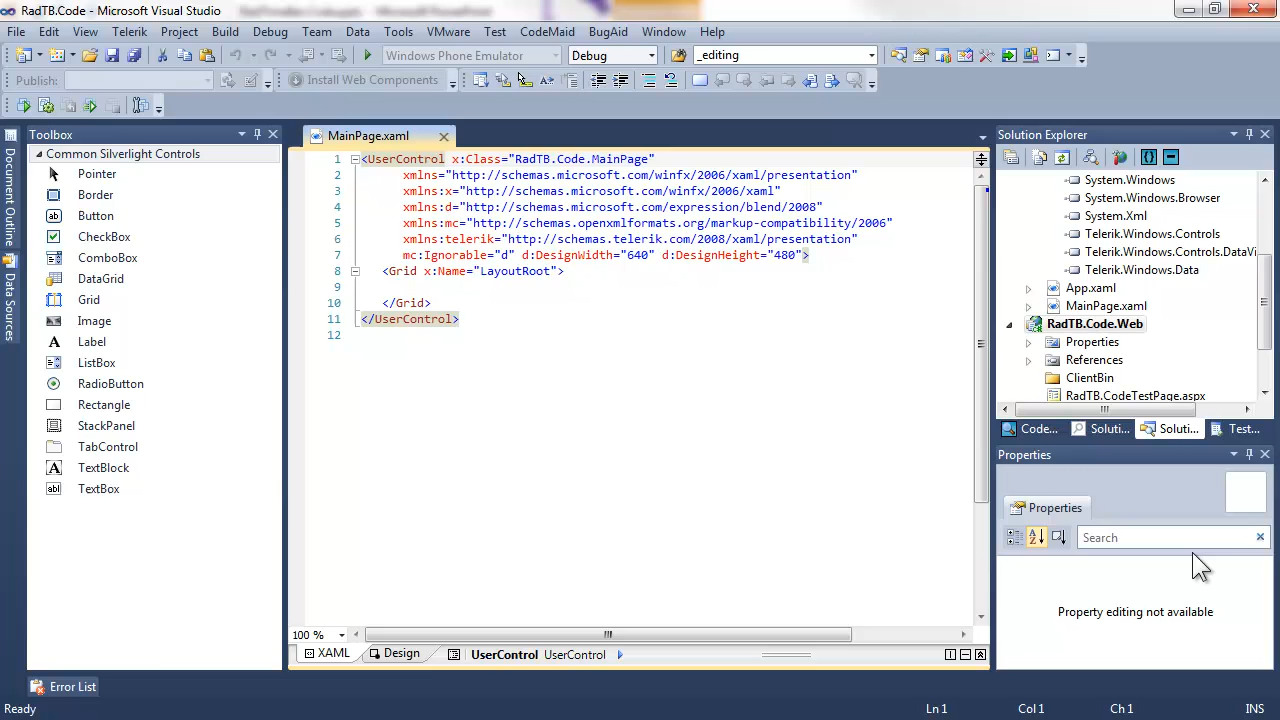 RadTB.Code - Microsoft Visual Studio
File Edit View Telerik Project Build Debug Team Data Tools VMware Test CodeMaid BugAid Window Help
Windows Phone Emulator Debug _editing
Publish: Install Web Components
Toolbox
Common Silverlight Controls
Pointer
Border
Button
CheckBox
ComboBox
DataGrid
Grid
Image
Label
ListBox
RadioButton
Rectangle
StackPanel
TabControl
TextBlock
TextBox
Document Outline
Data Sources
MainPage.xaml
1 <UserControl x:Class="RadTB.Code.MainPage"
2 xmlns="http://schemas.microsoft.com/winfx/2006/xaml/presentation"
3 xmlns:x="http://schemas.microsoft.com/winfx/2006/xaml"
4 xmlns:d="http://schemas.microsoft.com/expression/blend/2008"
5 xmlns:mc="http://schemas.openxmlformats.org/markup-compatibility/2006"
6 xmlns:telerik="http://schemas.telerik.com/2008/xaml/presentation"
7 mc:Ignorable="d" d:DesignWidth="640" d:DesignHeight="480">
8 <Grid x:Name="LayoutRoot">
9
10 </Grid>
11 </UserControl>
12
100 %
XAML Design UserControl UserControl
Solution Explorer
System.Windows
System.Windows.Browser
System.Xml
Telerik.Windows.Controls
Telerik.Windows.Controls.DataVi
Telerik.Windows.Data
App.xaml
MainPage.xaml
RadTB.Code.Web
Properties
References
ClientBin
RadTB.CodeTestPage.aspx
Code... Soluti... Soluti... Test...
Properties
Properties
Search
Property editing not available
Error List
Ready Ln 1 Col 1 Ch 1 INS